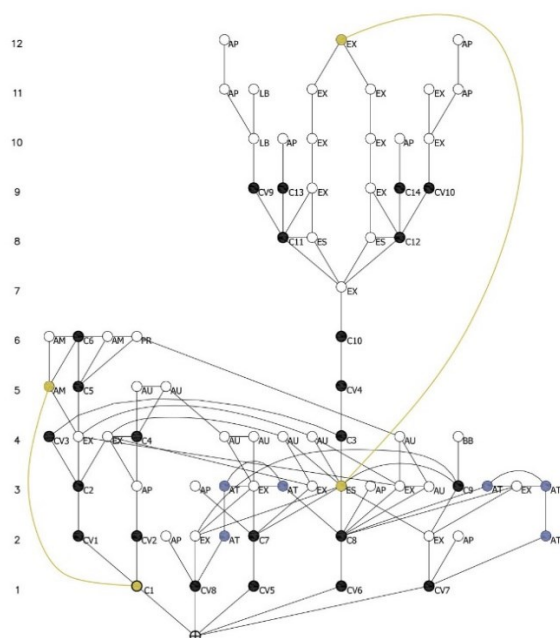 12 AP EX AP
11 AP LB EX EX EX AP
10 LB AP EX EX AP EX
9 CV9 C13 EX EX C14 CV10
8 C11 ES ES C12
7 EX
6 AM C6 AM PR C10
5 AM C5 AU AU CV4
4 CV3 EX EX C4 AU AU AU AU C3 AU BB
3 C2 AP AP AT EX AT EX ES AP EX AU C9 AT EX AT
2 CV1 CV2 AP EX AT C7 C8 EX AP AT
1 C1 CV8 CV5 CV6 CV7